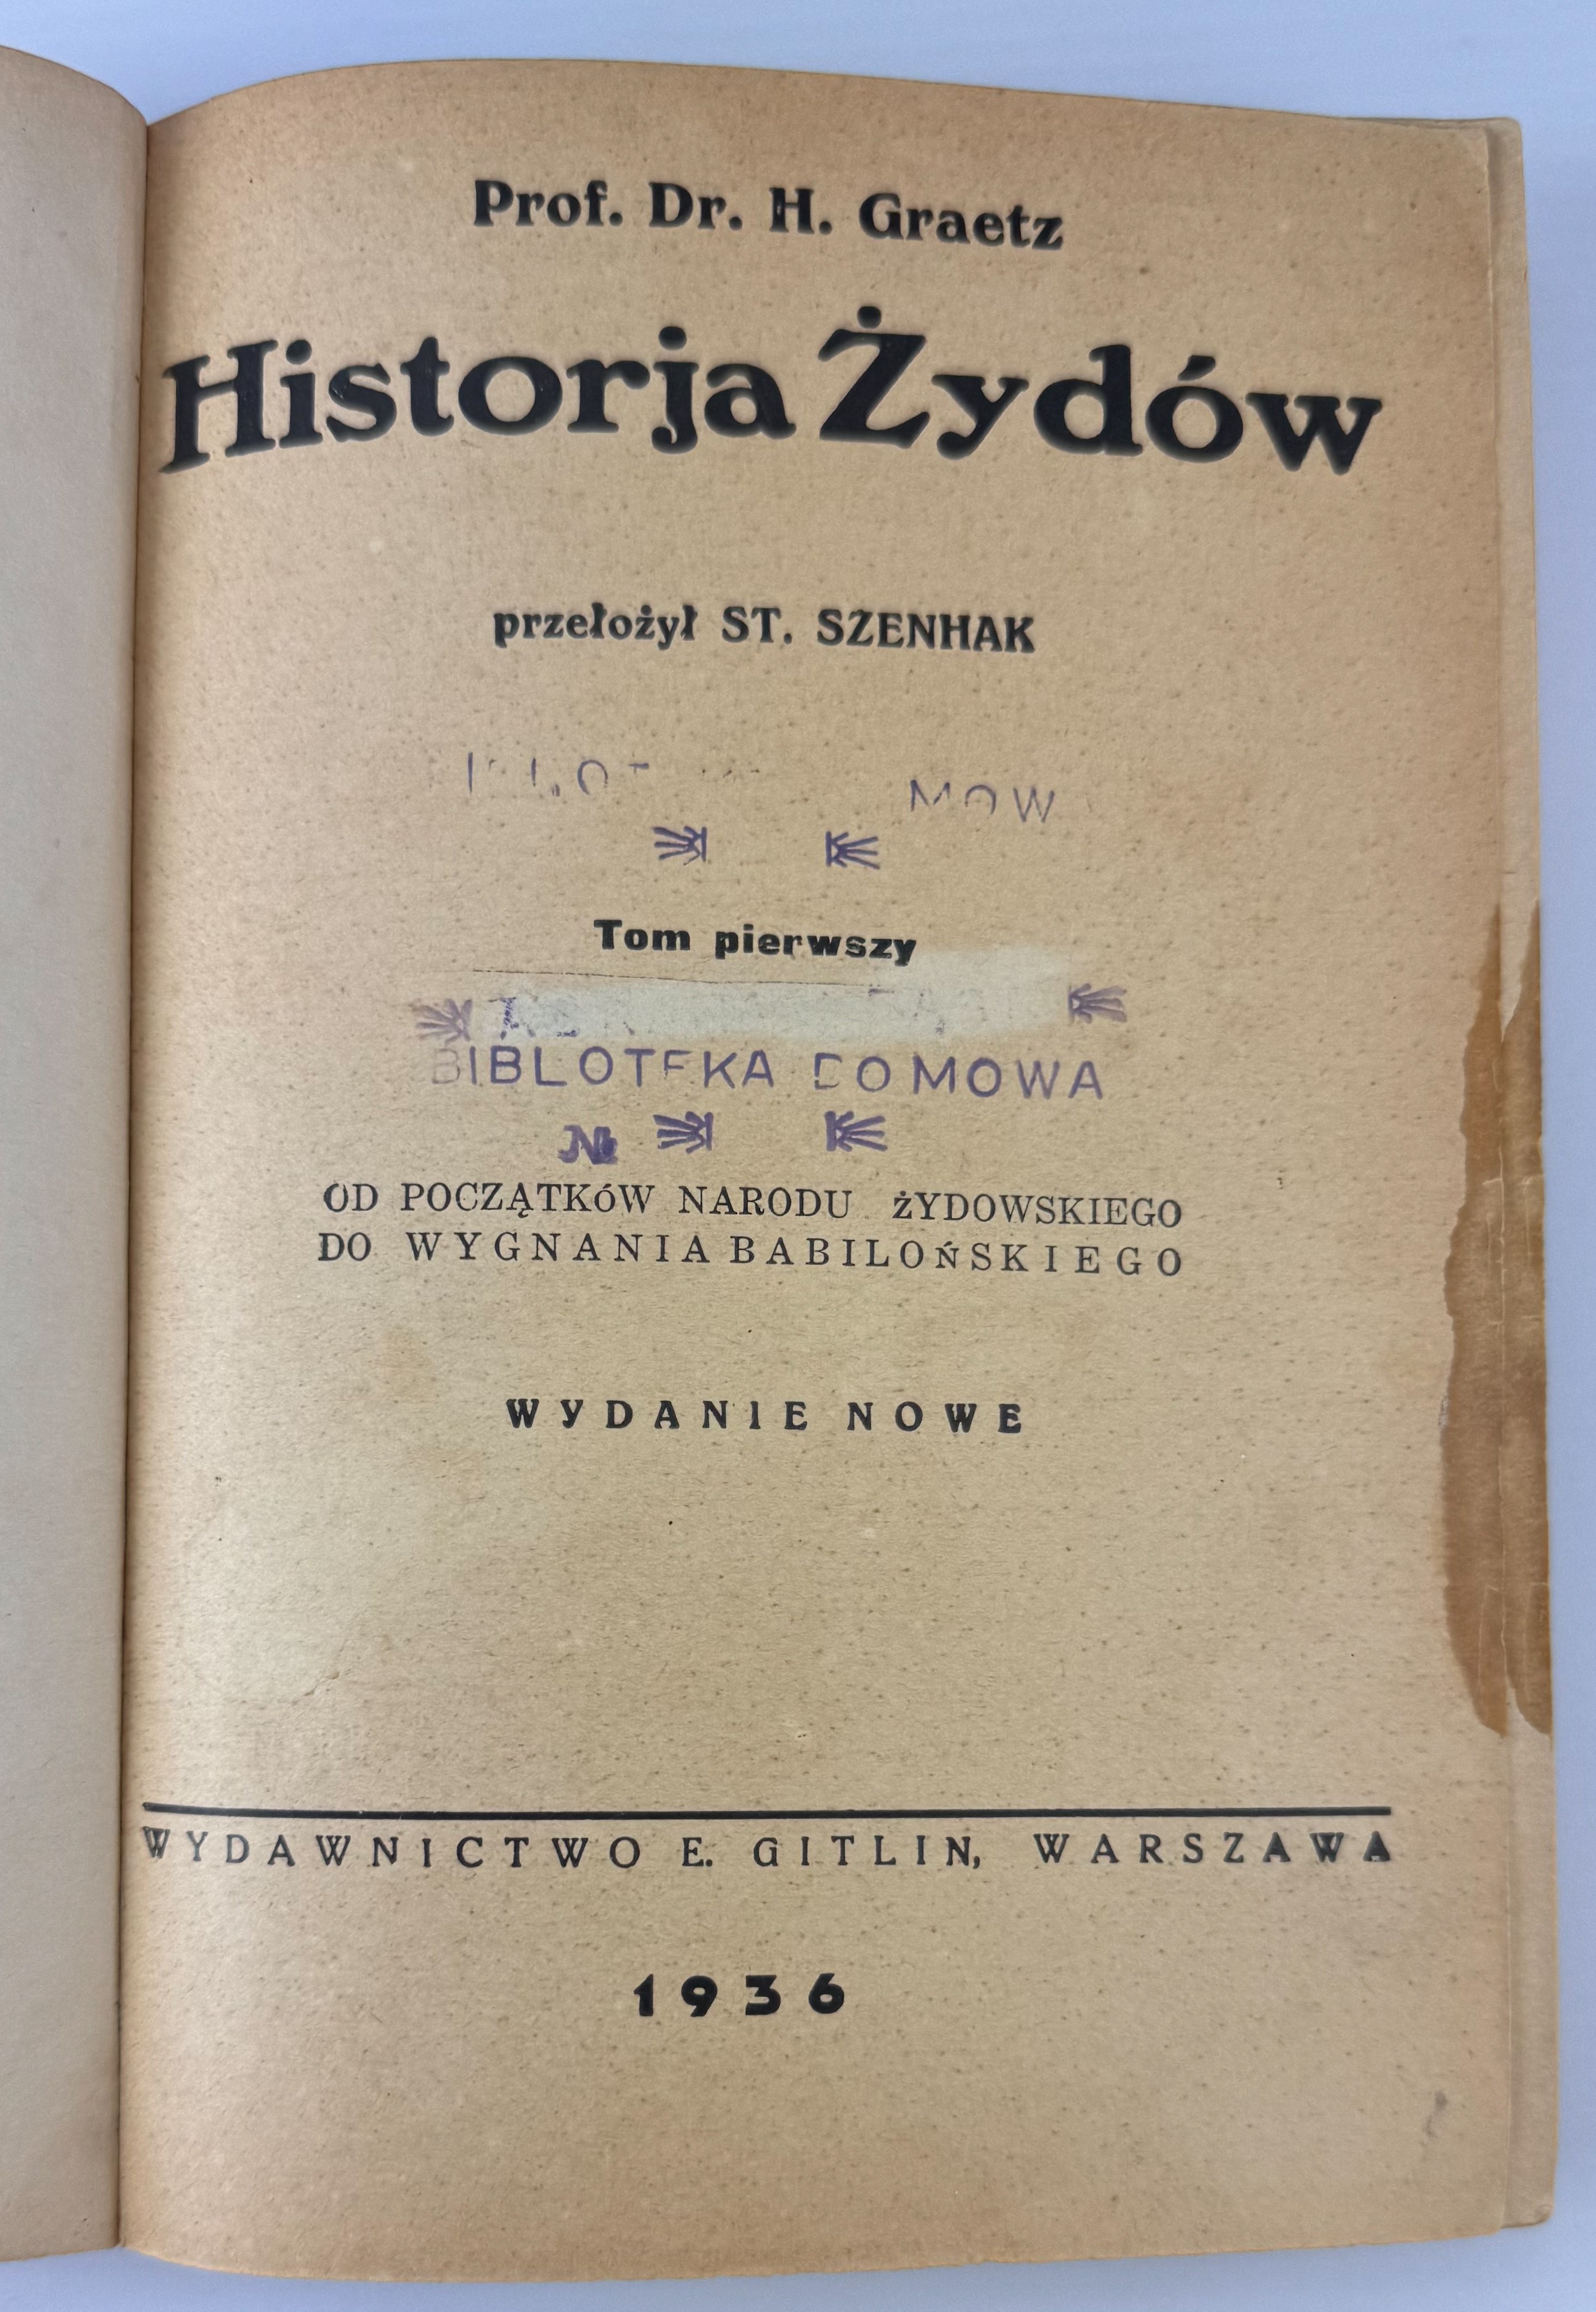 Prof. Dr. H. Graetz
Historja Żydów
przełożył ST. SZENHAK
Tom pierwszy
BIBLOTEKA DOMOWA
№
OD POCZĄTKÓW NARODU ŻYDOWSKIEGO
DO WYGNANIA BABILOŃSKIEGO
WYDANIE NOWE
WYDAWNICTWO E. GITLIN, WARSZAWA
1936